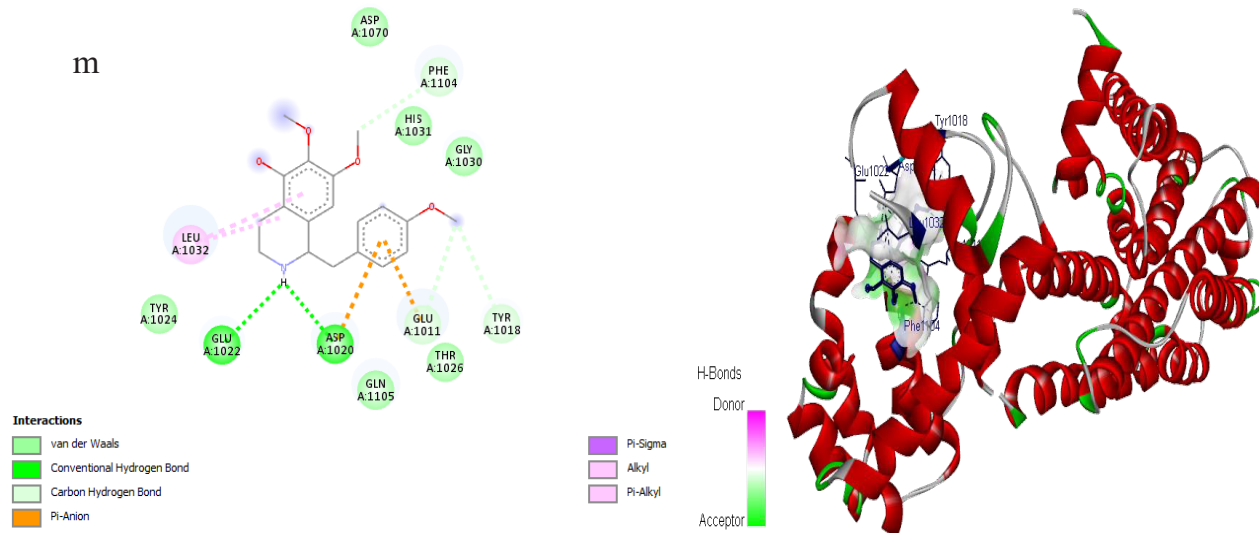 m
ASP
A:1070
PHE
A:1104
HIS
A:1031
GLY
A:1030
O
O
O
O
LEU
A:1032
N
H
TYR
A:1024
GLU
A:1022
ASP
A:1020
GLU
A:1011
TYR
A:1018
THR
A:1026
GLN
A:1105
Interactions
van der Waals
Conventional Hydrogen Bond
Carbon Hydrogen Bond
Pi-Anion
Pi-Sigma
Alkyl
Pi-Alkyl
Tyr1018
Glu1022
Asp
Phe1104
H-Bonds
Donor
Acceptor